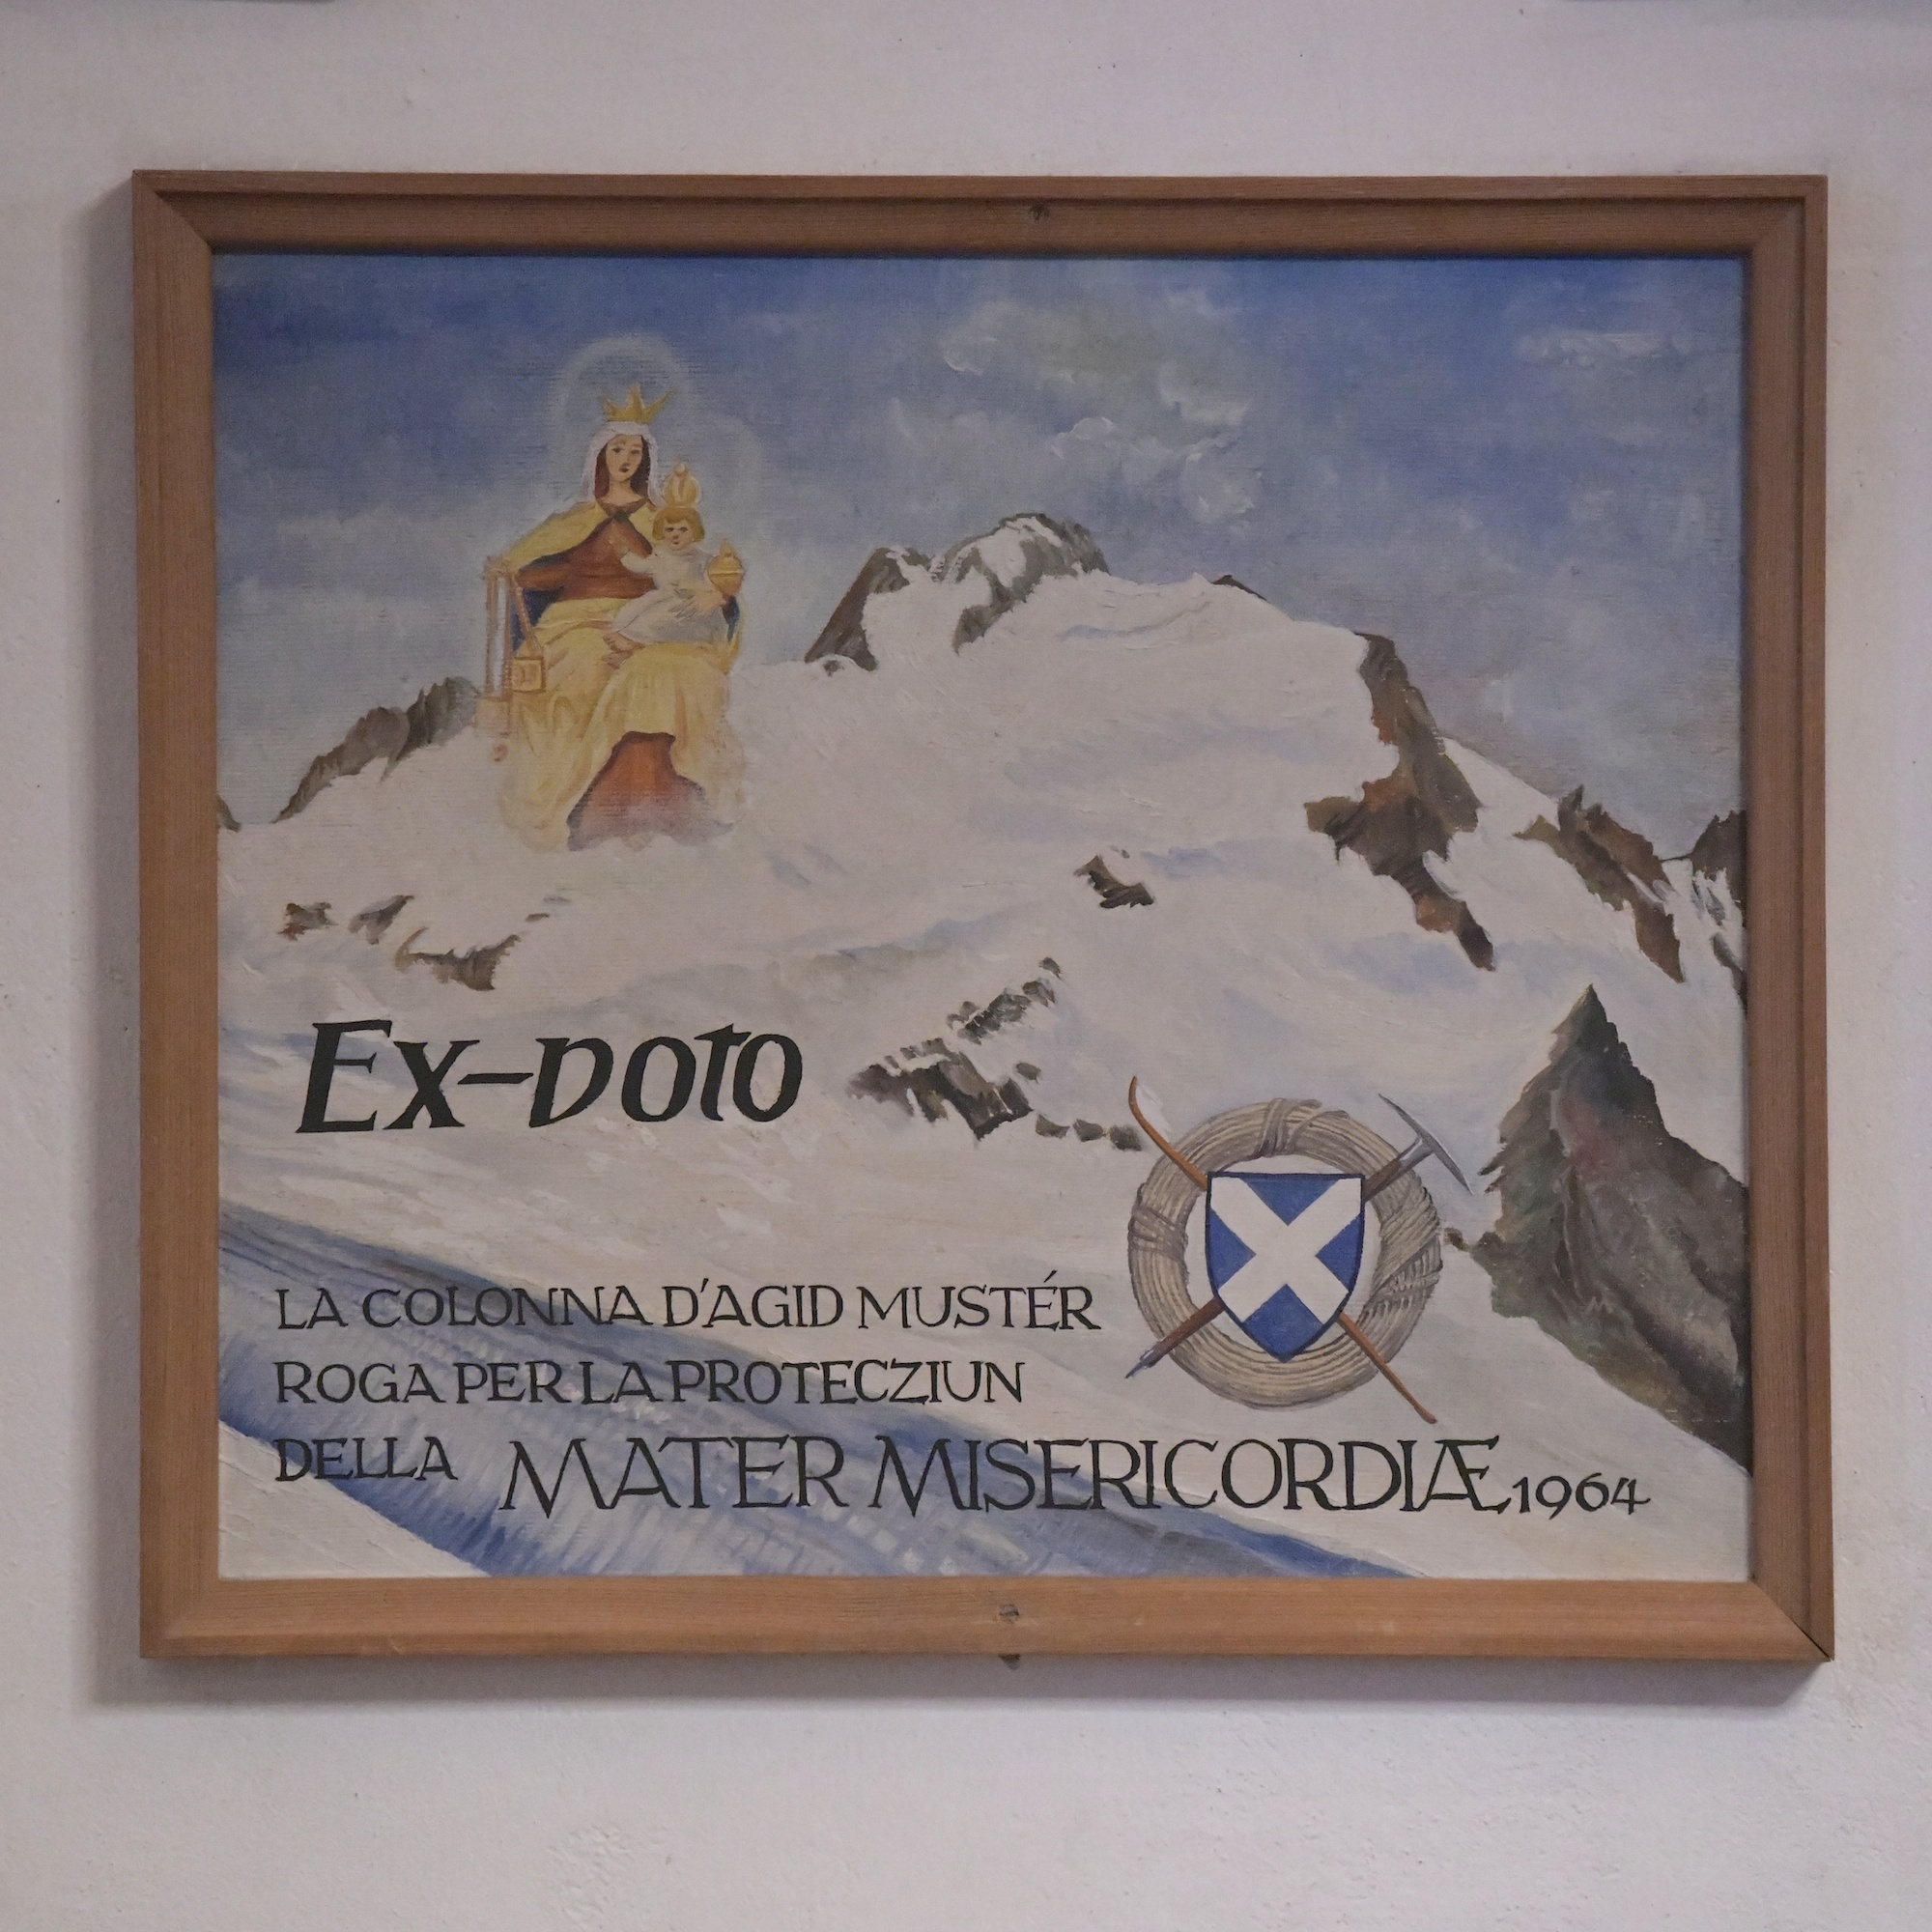 Ex-voto
LA COLONNA D'AGID MUSTÉR
ROGA PER LA PROTECZIUN
DELLA MATER MISERICORDIÆ 1964